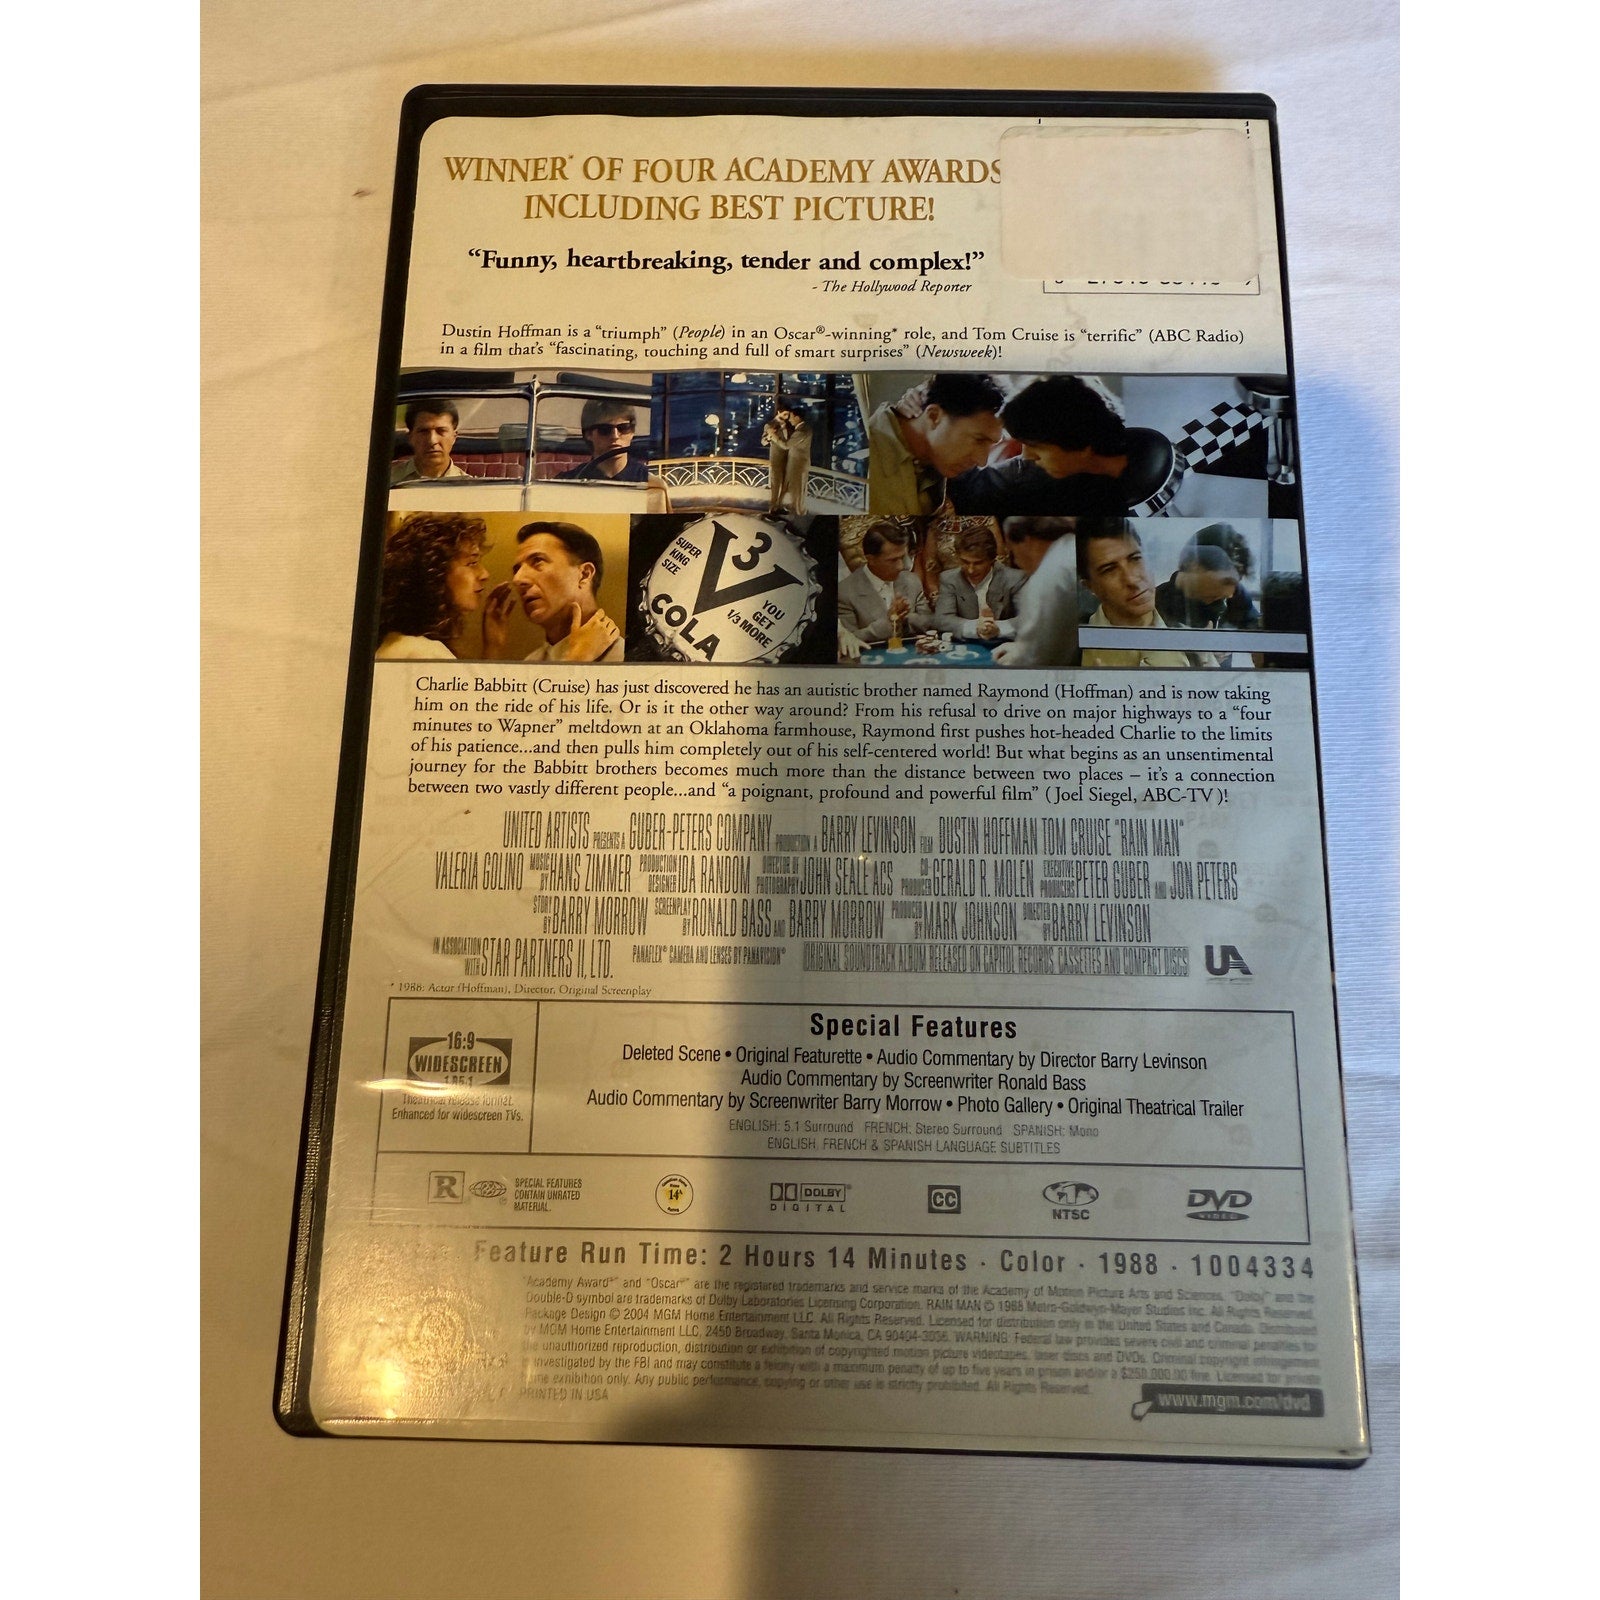 WINNER* OF FOUR ACADEMY AWARDS
INCLUDING BEST PICTURE!
“Funny, heartbreaking, tender and complex!”
- The Hollywood Reporter
Dustin Hoffman is a “triumph” (People) in an Oscar®-winning* role, and Tom Cruise is “terrific” (ABC Radio)
in a film that’s “fascinating, touching and full of smart surprises” (Newsweek)!
SUPER
KING
SIZE
V3
COLA
YOU
GET
1/3 MORE
Charlie Babbitt (Cruise) has just discovered he has an autistic brother named Raymond (Hoffman) and is now taking
him on the ride of his life. Or is it the other way around? From his refusal to drive on major highways to a “four
minutes to Wapner” meltdown at an Oklahoma farmhouse, Raymond first pushes hot-headed Charlie to the limits
of his patience...and then pulls him completely out of his self-centered world! But what begins as an unsentimental
journey for the Babbitt brothers becomes much more than the distance between two places – it’s a connection
between two vastly different people...and “a poignant, profound and powerful film” (Joel Siegel, ABC-TV)!
UNITED ARTISTS PRESENTS A GUBER-PETERS COMPANY PRODUCTION A BARRY LEVINSON FILM DUSTIN HOFFMAN TOM CRUISE "RAIN MAN"
VALERIA GOLINO MUSIC BY HANS ZIMMER PRODUCTION DESIGNER IDA RANDOM DIRECTOR OF PHOTOGRAPHY JOHN SEALE ACS CO-PRODUCER GERALD R. MOLEN EXECUTIVE PRODUCERS PETER GUBER AND JON PETERS
STORY BY BARRY MORROW SCREENPLAY BY RONALD BASS AND BARRY MORROW PRODUCED BY MARK JOHNSON DIRECTED BY BARRY LEVINSON
IN ASSOCIATION WITH STAR PARTNERS II, LTD. PANAFLEX® CAMERA AND LENSES BY PANAVISION® ORIGINAL SOUNDTRACK ALBUM RELEASED ON CAPITOL RECORDS, CASSETTES AND COMPACT DISCS UA
* 1988: Actor (Hoffman), Director, Original Screenplay
16:9
WIDESCREEN
1.85:1
Theatrical release format.
Enhanced for widescreen TVs.
Special Features
Deleted Scene • Original Featurette • Audio Commentary by Director Barry Levinson
Audio Commentary by Screenwriter Ronald Bass
Audio Commentary by Screenwriter Barry Morrow • Photo Gallery • Original Theatrical Trailer
ENGLISH: 5.1 Surround FRENCH: Stereo Surround SPANISH: Mono
ENGLISH, FRENCH & SPANISH LANGUAGE SUBTITLES
R
SPECIAL FEATURES
CONTAIN UNRATED
MATERIAL.
14A
DOLBY
DIGITAL
CC
NTSC
DVD
VIDEO
Feature Run Time: 2 Hours 14 Minutes · Color · 1988 · 1004334
"Academy Award®" and "Oscar®" are the registered trademarks and service marks of the Academy of Motion Picture Arts and Sciences. "Dolby" and the
Double-D symbol are trademarks of Dolby Laboratories Licensing Corporation. RAIN MAN © 1988 Metro-Goldwyn-Mayer Studios Inc. All Rights Reserved.
Package Design © 2004 MGM Home Entertainment LLC. All Rights Reserved. Licensed for distribution only in the United States and Canada. Distributed
by MGM Home Entertainment LLC, 2450 Broadway, Santa Monica, CA 90404-3036. WARNING: Federal law provides severe civil and criminal penalties for
the unauthorized reproduction, distribution or exhibition of copyrighted motion picture videotapes, laser discs and DVDs. Criminal copyright infringement
investigated by the FBI and may constitute a felony with a maximum penalty of up to five years in prison and/or a $250,000.00 fine. Licensed for private
home exhibition only. Any public performance, copying or other use is strictly prohibited. All Rights Reserved.
PRINTED IN USA
www.mgm.com/dvd